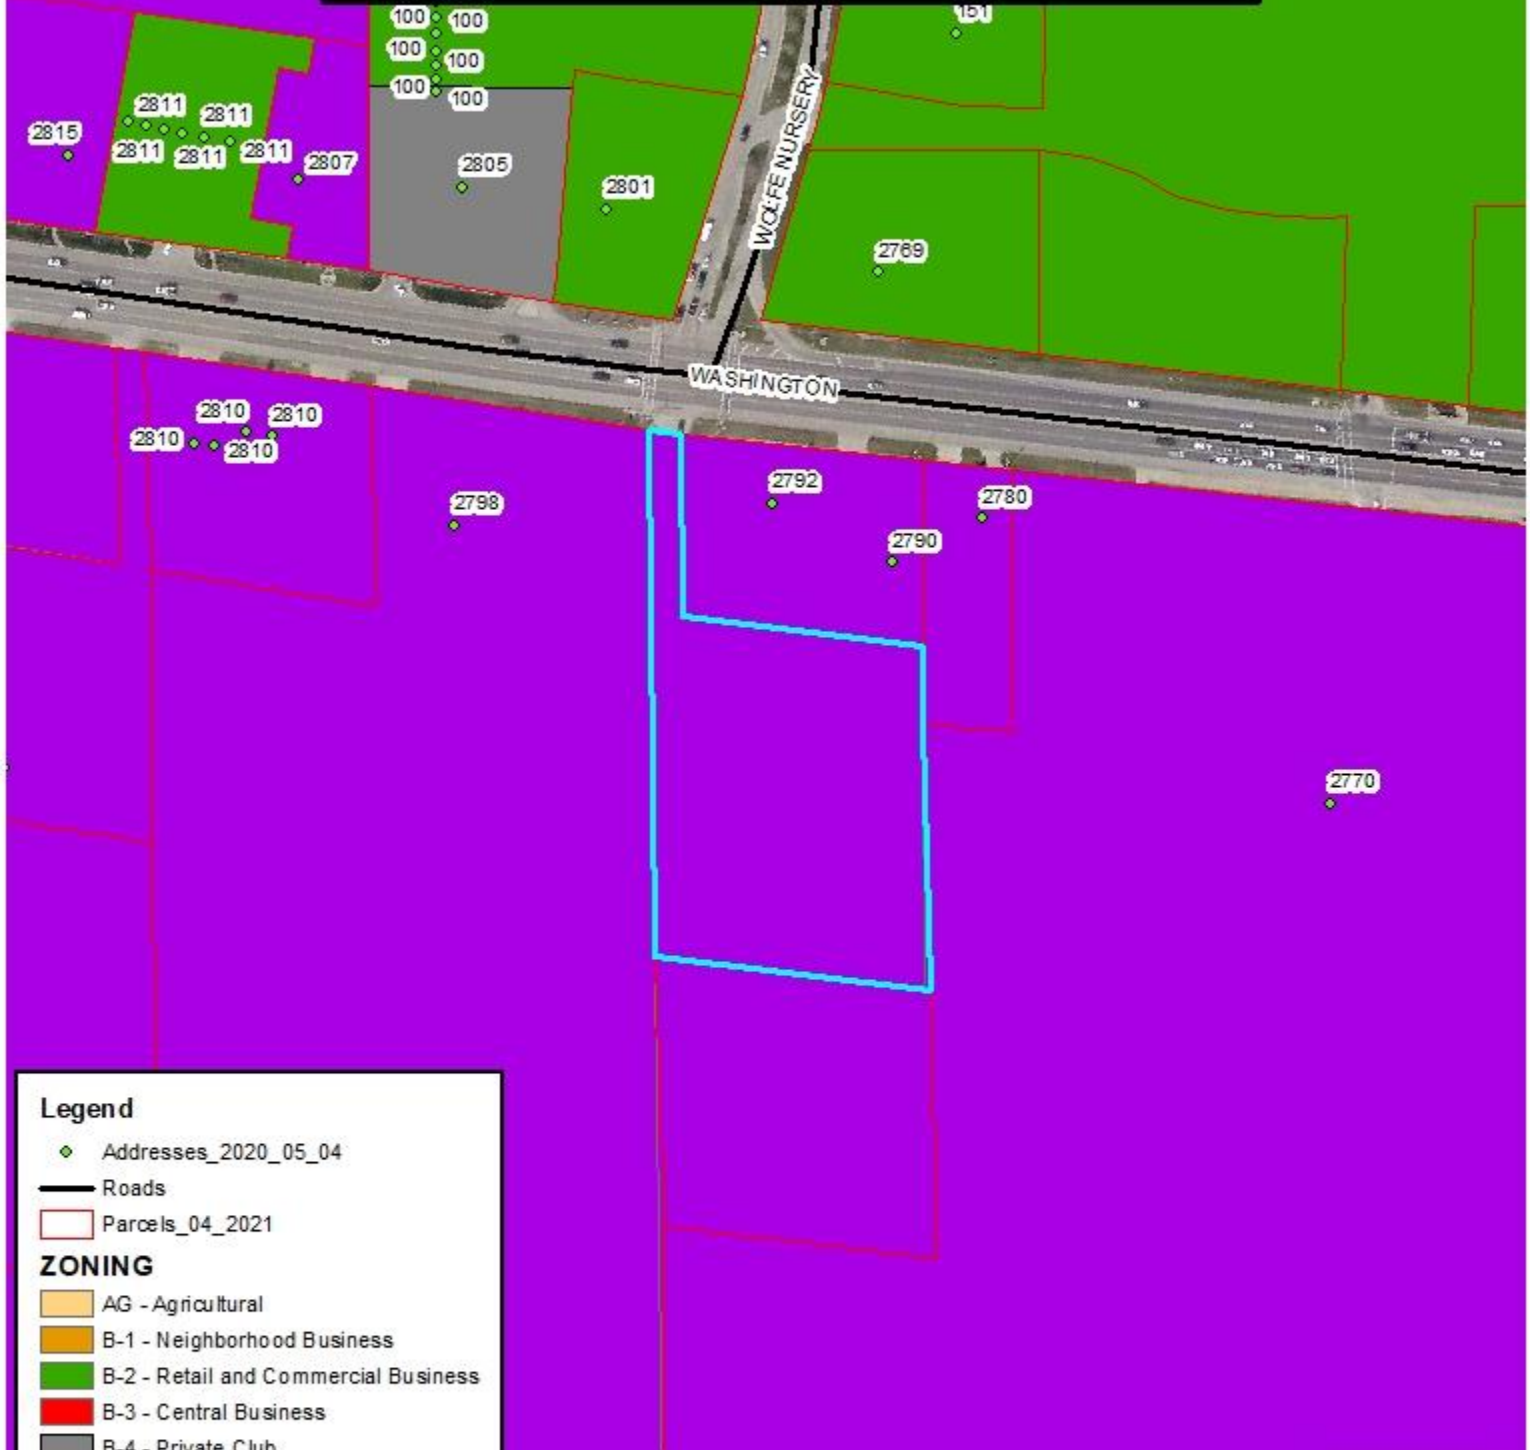 100 100
151
100
100
100 100
2811
2811
2815
2811
2811
2811
2807
2805
2801
WOLFE NURSERY
2769
WASHINGTON
2810
2810
2810
2810
2798
2792
2780
2790
2770
Legend
Addresses_2020_05_04
Roads
Parcels_04_2021
ZONING
AG - Agricultural
B-1 - Neighborhood Business
B-2 - Retail and Commercial Business
B-3 - Central Business
B-4 - Private Club